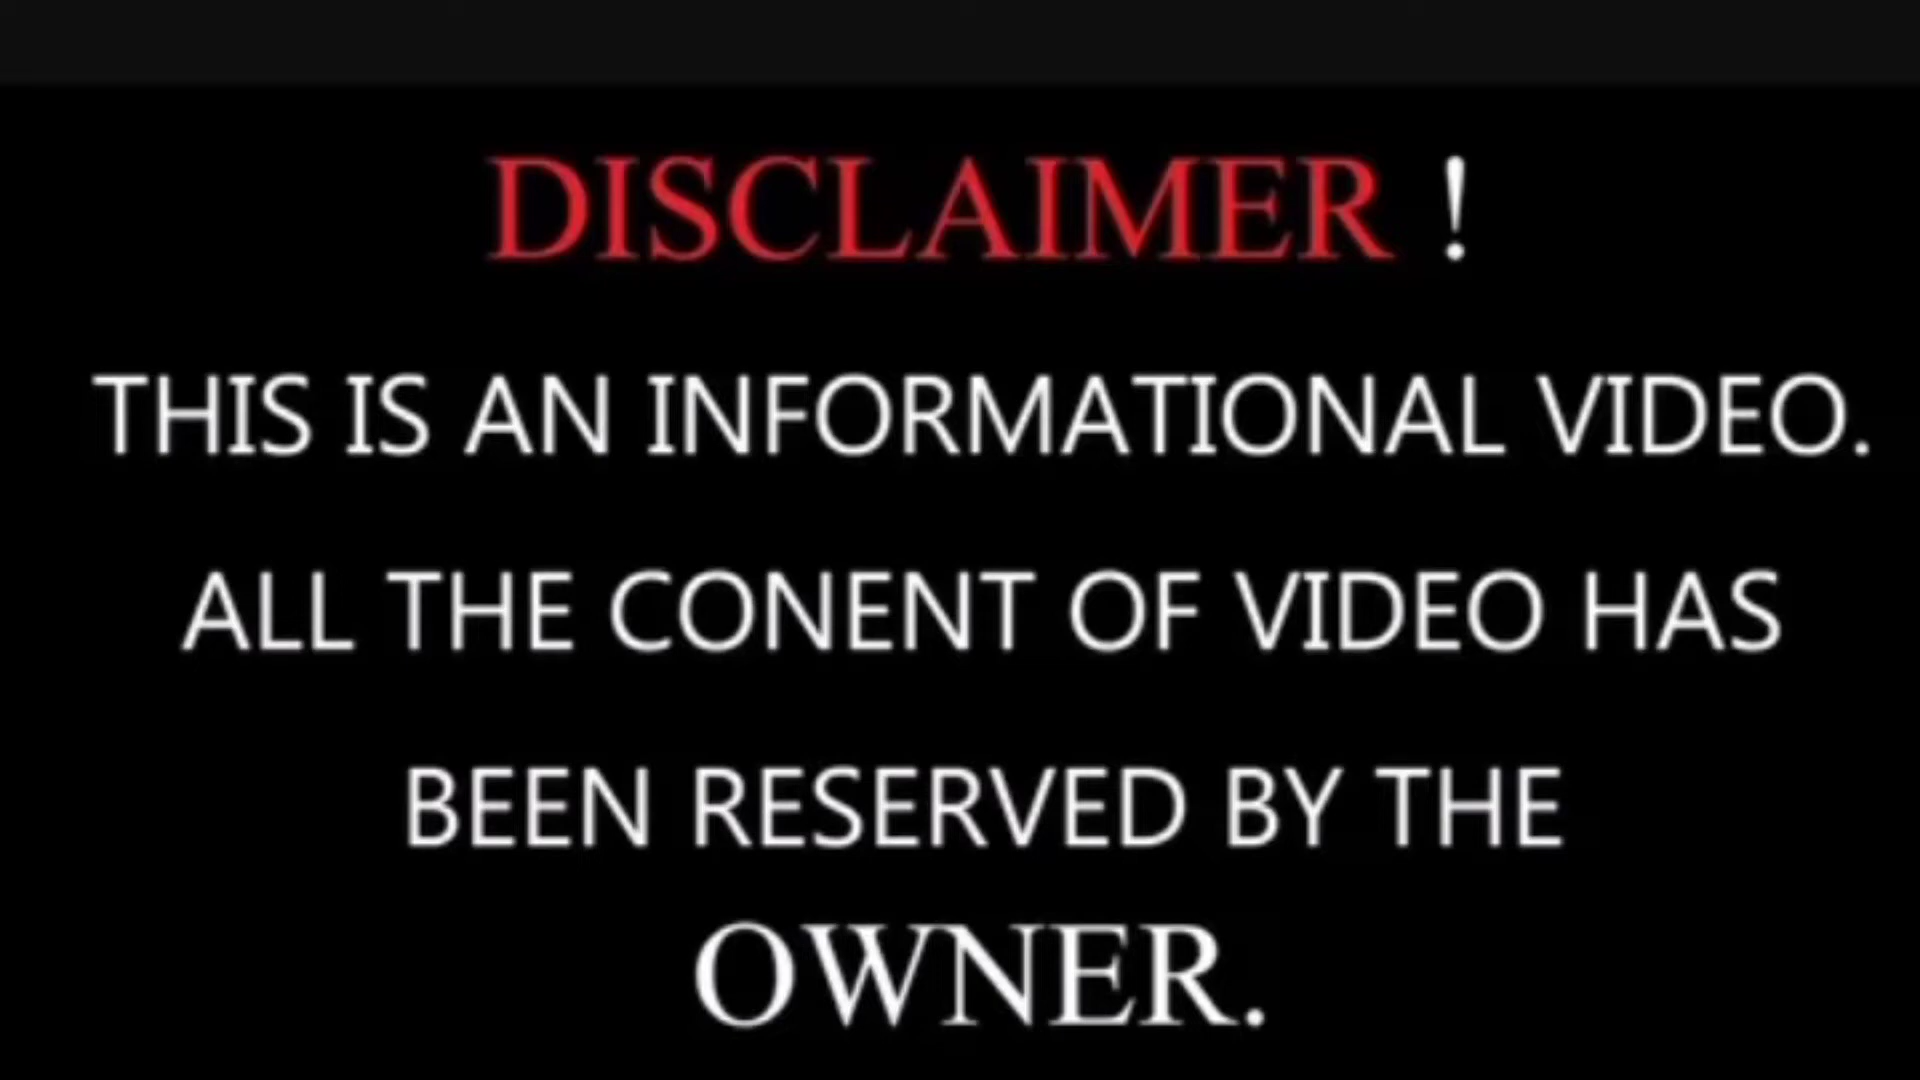 DISCLAIMER !
THIS IS AN INFORMATIONAL VIDEO.
ALL THE CONENT OF VIDEO HAS
BEEN RESERVED BY THE
OWNER.